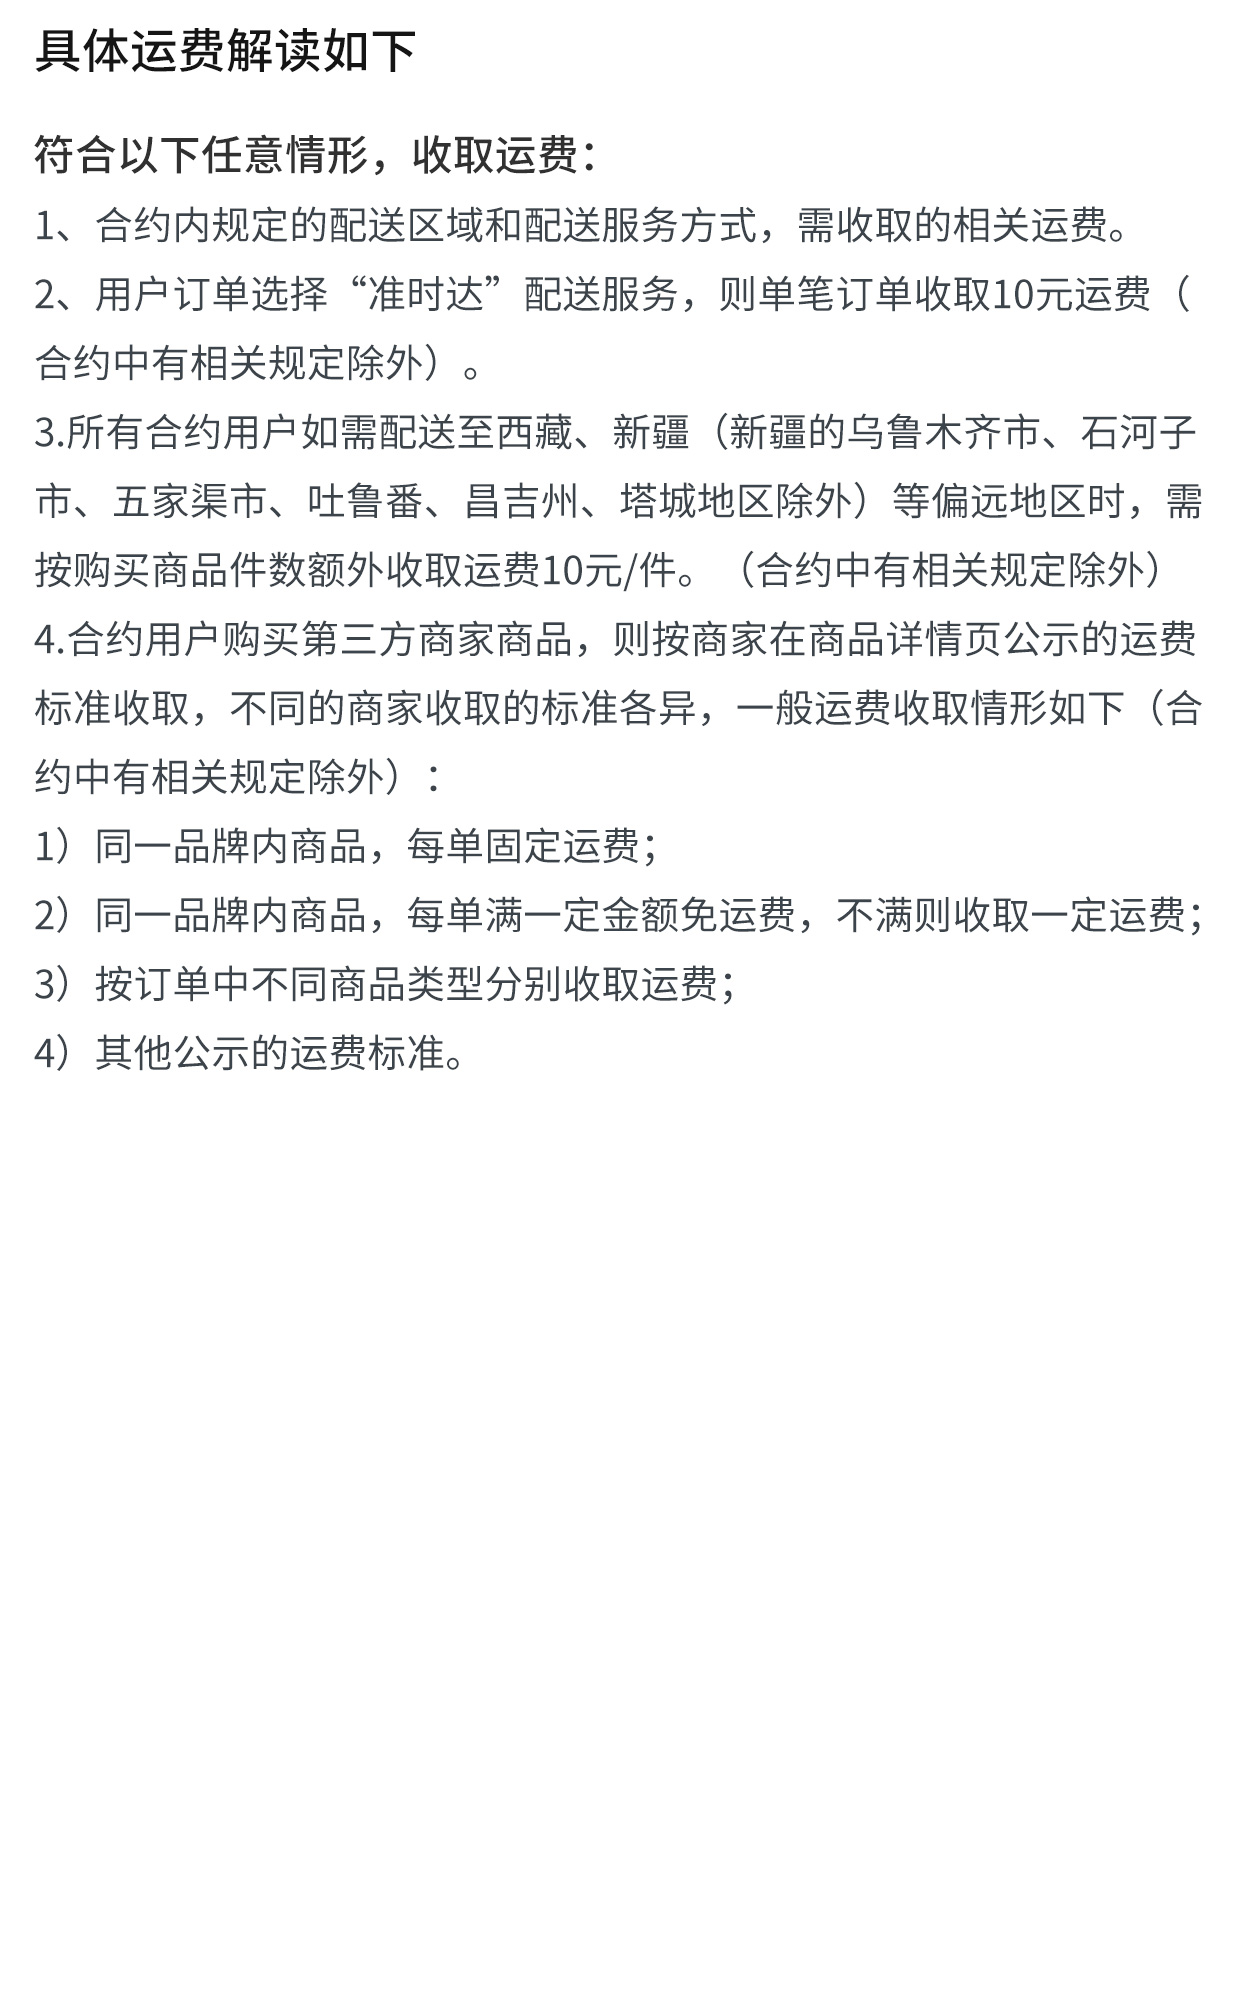 具体运费解读如下
符合以下任意情形，收取运费：
1、合约内规定的配送区域和配送服务方式，需收取的相关运费。
2、用户订单选择“准时达”配送服务，则单笔订单收取10元运费（
合约中有相关规定除外）。
3.所有合约用户如需配送至西藏、新疆（新疆的乌鲁木齐市、石河子
市、五家渠市、吐鲁番、昌吉州、塔城地区除外）等偏远地区时，需
按购买商品件数额外收取运费10元/件。（合约中有相关规定除外）
4.合约用户购买第三方商家商品，则按商家在商品详情页公示的运费
标准收取，不同的商家收取的标准各异，一般运费收取情形如下（合
约中有相关规定除外）：
1）同一品牌内商品，每单固定运费；
2）同一品牌内商品，每单满一定金额免运费，不满则收取一定运费；
3）按订单中不同商品类型分别收取运费；
4）其他公示的运费标准。